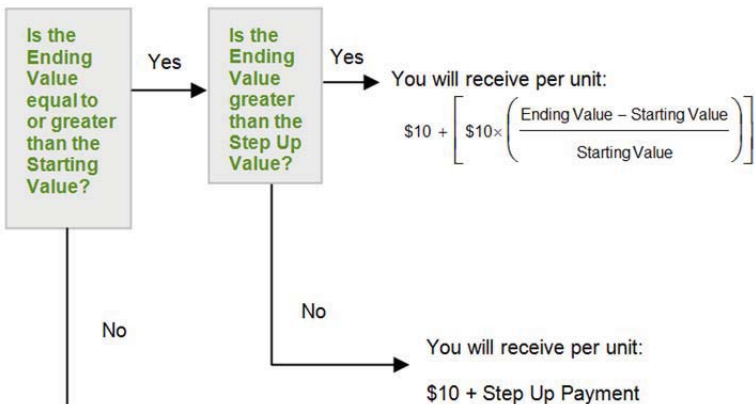 Is the
Ending
Value
equal to
or greater
than the
Starting
Value?
Yes
Is the
Ending
Value
greater
than the
Step Up
Value?
Yes
You will receive per unit:
$10 + [ $10× ( Ending Value – Starting Value
Starting Value ) ]
No
No
You will receive per unit:
$10 + Step Up Payment